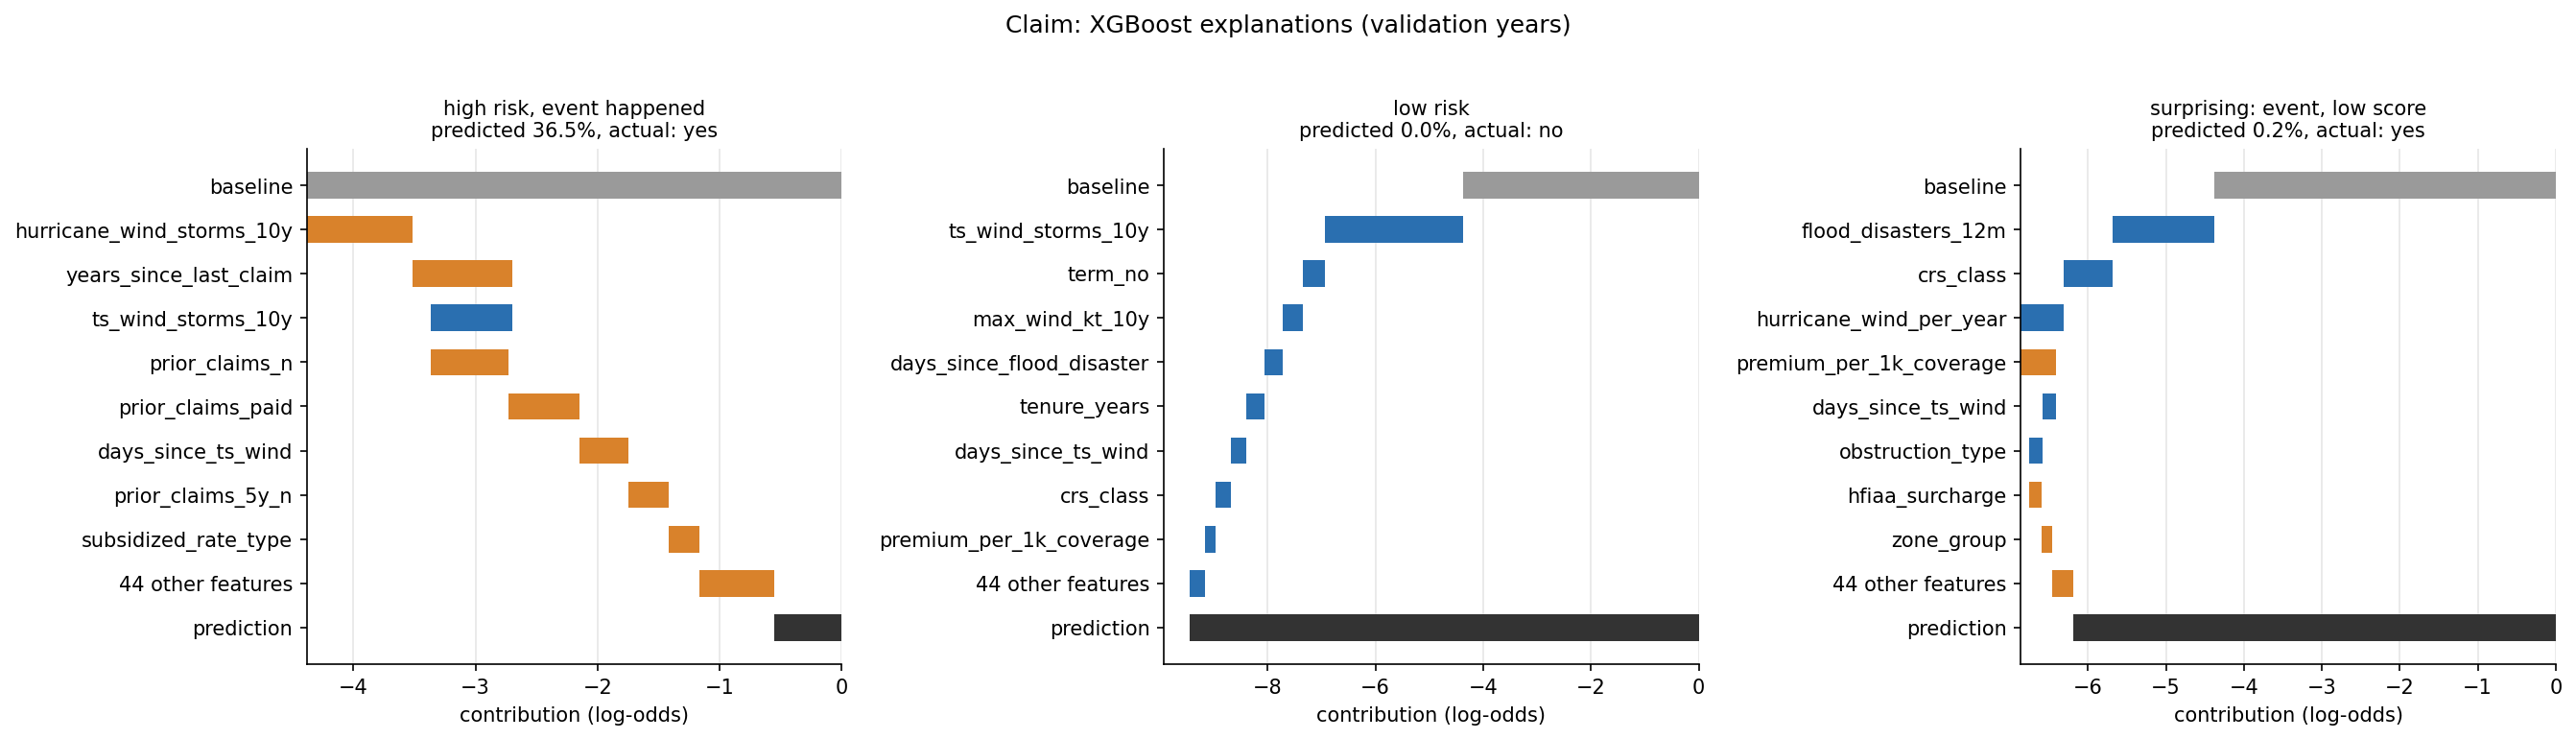 Claim: XGBoost explanations (validation years)
high risk, event happened
predicted 36.5%, actual: yes
baseline
hurricane_wind_storms_10y
years_since_last_claim
ts_wind_storms_10y
prior_claims_n
prior_claims_paid
days_since_ts_wind
prior_claims_5y_n
subsidized_rate_type
44 other features
prediction
−4 −3 −2 −1 0
contribution (log-odds)
low risk
predicted 0.0%, actual: no
baseline
ts_wind_storms_10y
term_no
max_wind_kt_10y
days_since_flood_disaster
tenure_years
days_since_ts_wind
crs_class
premium_per_1k_coverage
44 other features
prediction
−8 −6 −4 −2 0
contribution (log-odds)
surprising: event, low score
predicted 0.2%, actual: yes
baseline
flood_disasters_12m
crs_class
hurricane_wind_per_year
premium_per_1k_coverage
days_since_ts_wind
obstruction_type
hfiaa_surcharge
zone_group
44 other features
prediction
−6 −5 −4 −3 −2 −1 0
contribution (log-odds)